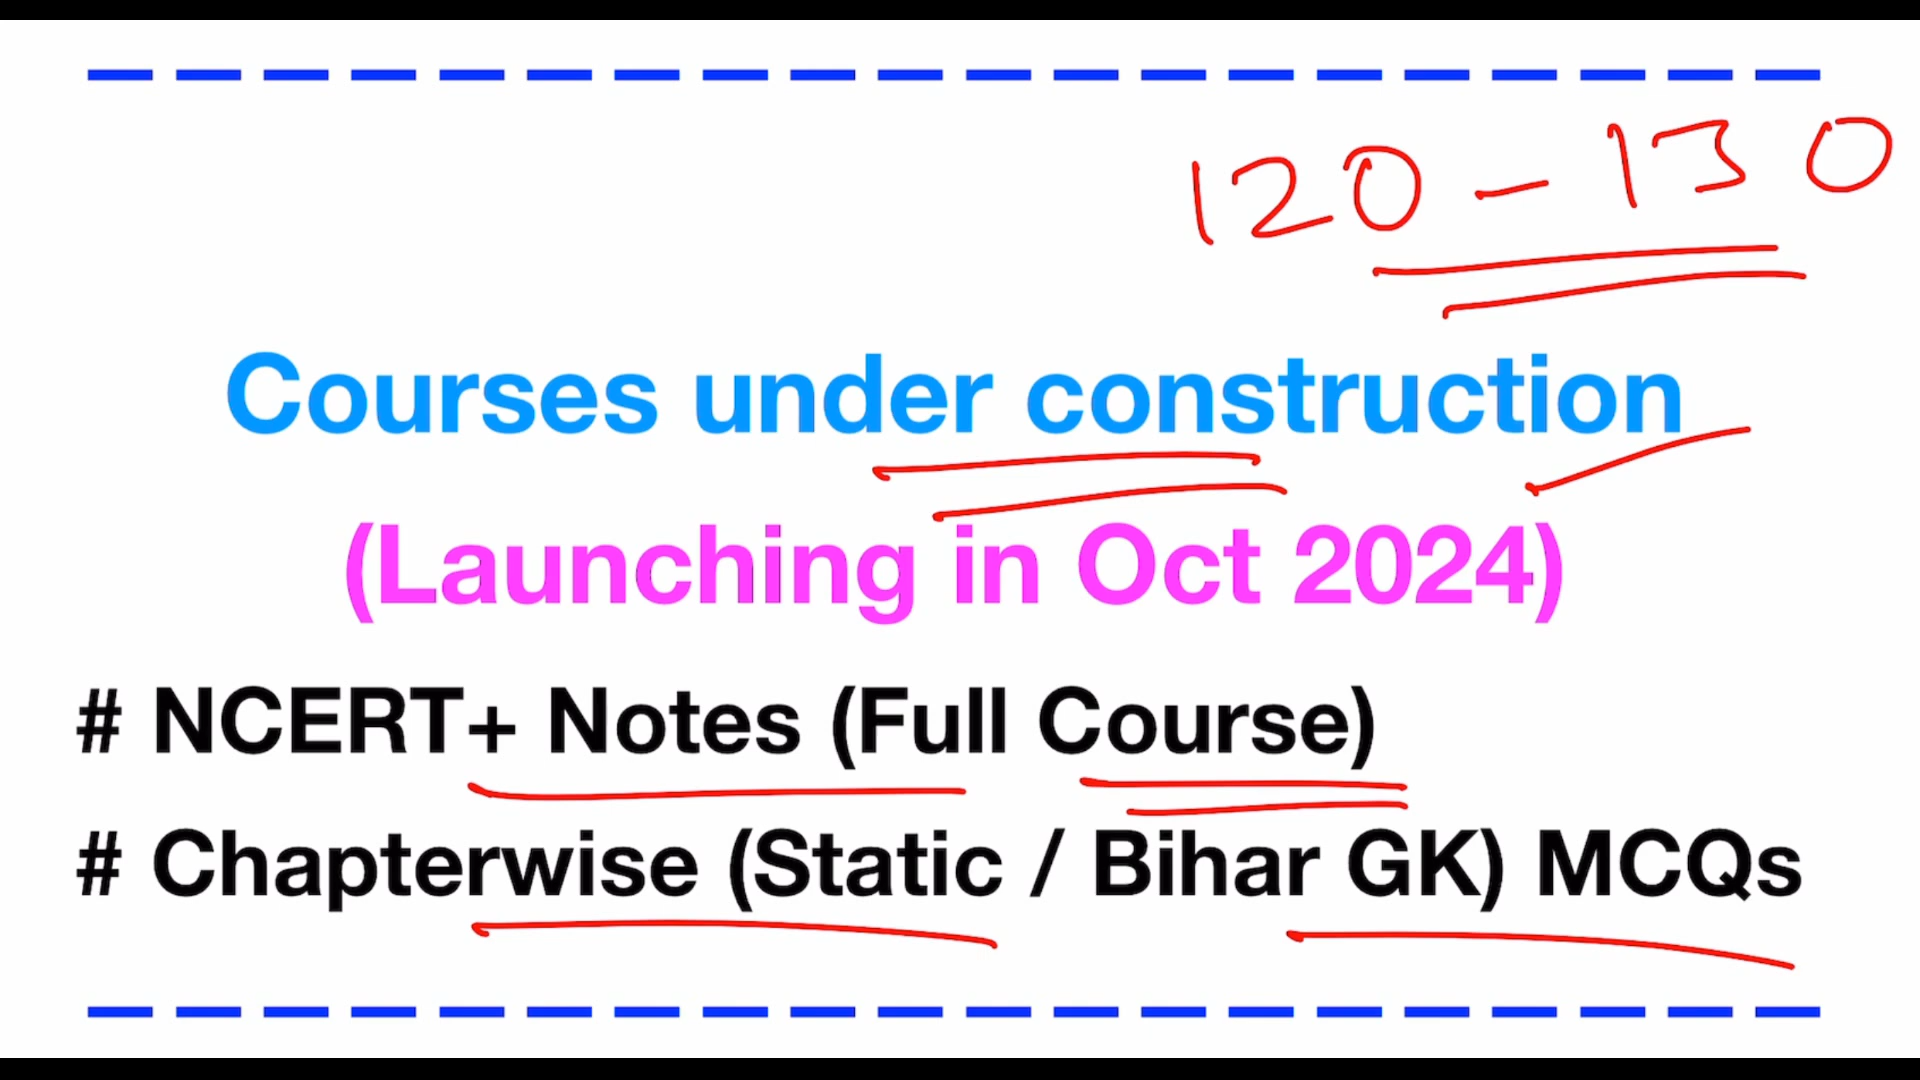 120-130
Courses under construction
(Launching in Oct 2024)
# NCERT+ Notes (Full Course)
# Chapterwise (Static / Bihar GK) MCQs